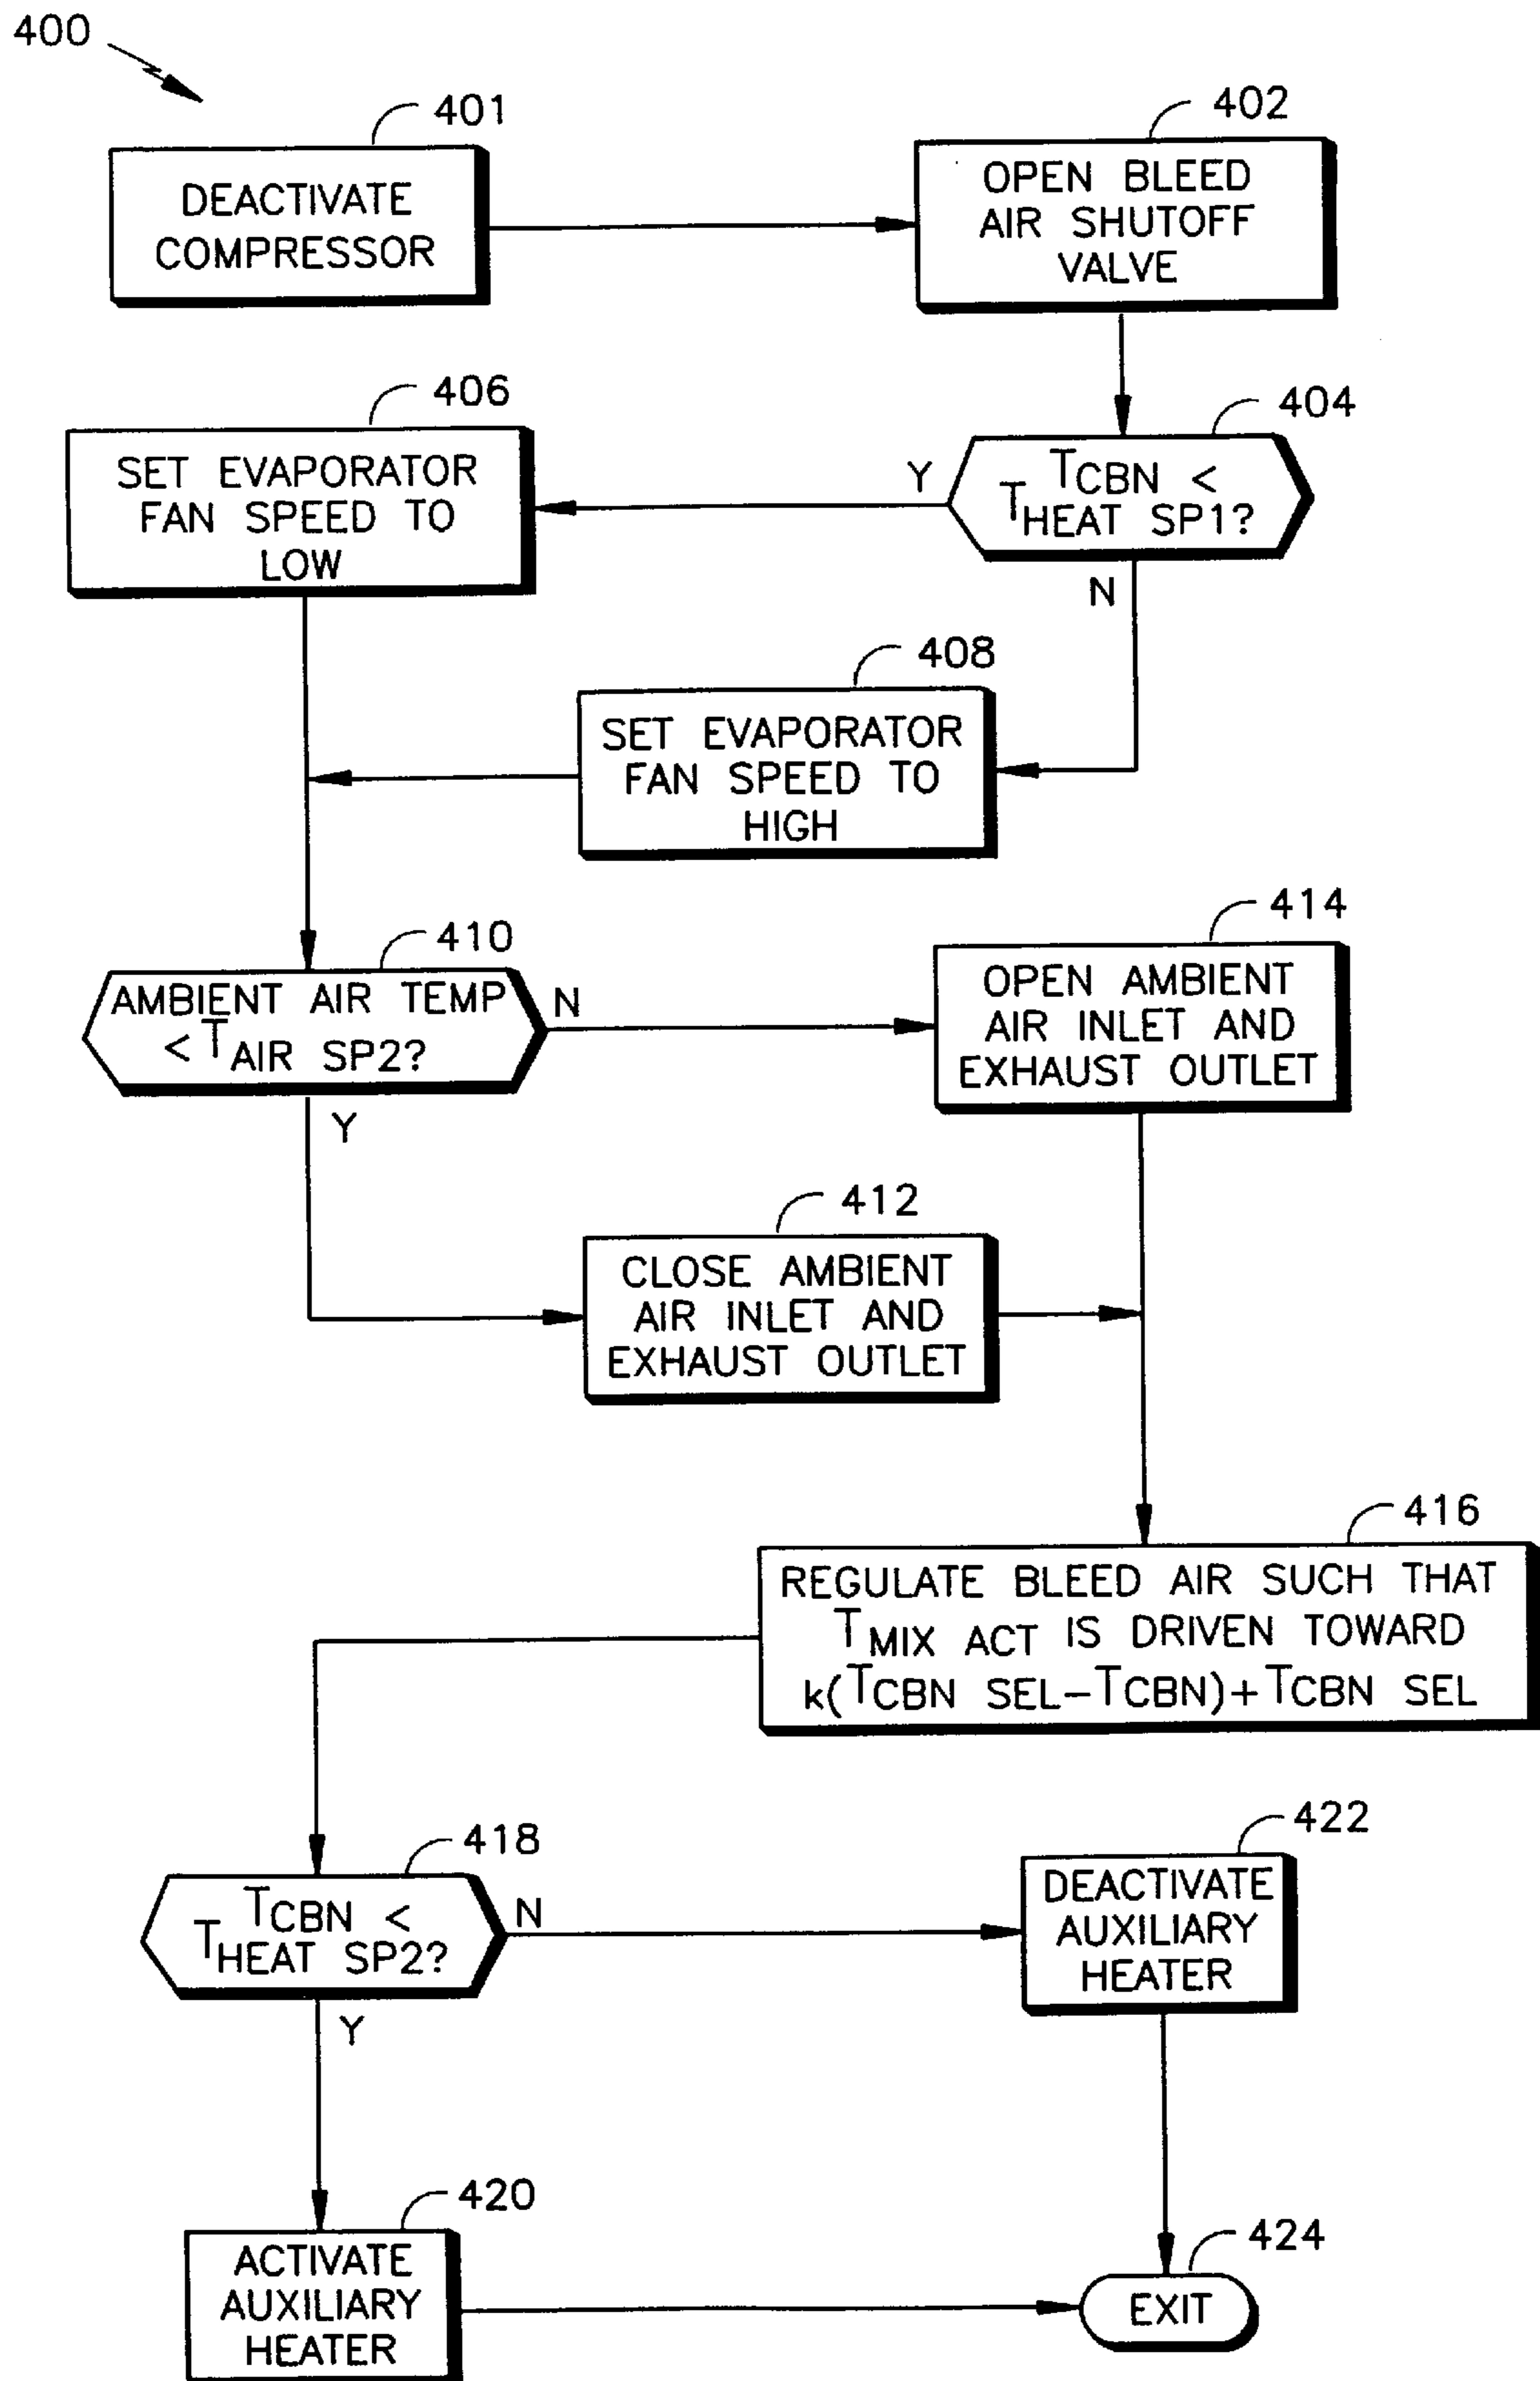 400
401
DEACTIVATE
COMPRESSOR
402
OPEN BLEED
AIR SHUTOFF
VALVE
404
TCBN <
THEAT SP1?
Y
N
406
SET EVAPORATOR
FAN SPEED TO
LOW
408
SET EVAPORATOR
FAN SPEED TO
HIGH
410
AMBIENT AIR TEMP
< TAIR SP2?
N
Y
414
OPEN AMBIENT
AIR INLET AND
EXHAUST OUTLET
412
CLOSE AMBIENT
AIR INLET AND
EXHAUST OUTLET
416
REGULATE BLEED AIR SUCH THAT
TMIX ACT IS DRIVEN TOWARD
k(TCBN SEL-TCBN)+TCBN SEL
418
TCBN <
THEAT SP2?
N
Y
422
DEACTIVATE
AUXILIARY
HEATER
420
ACTIVATE
AUXILIARY
HEATER
424
EXIT